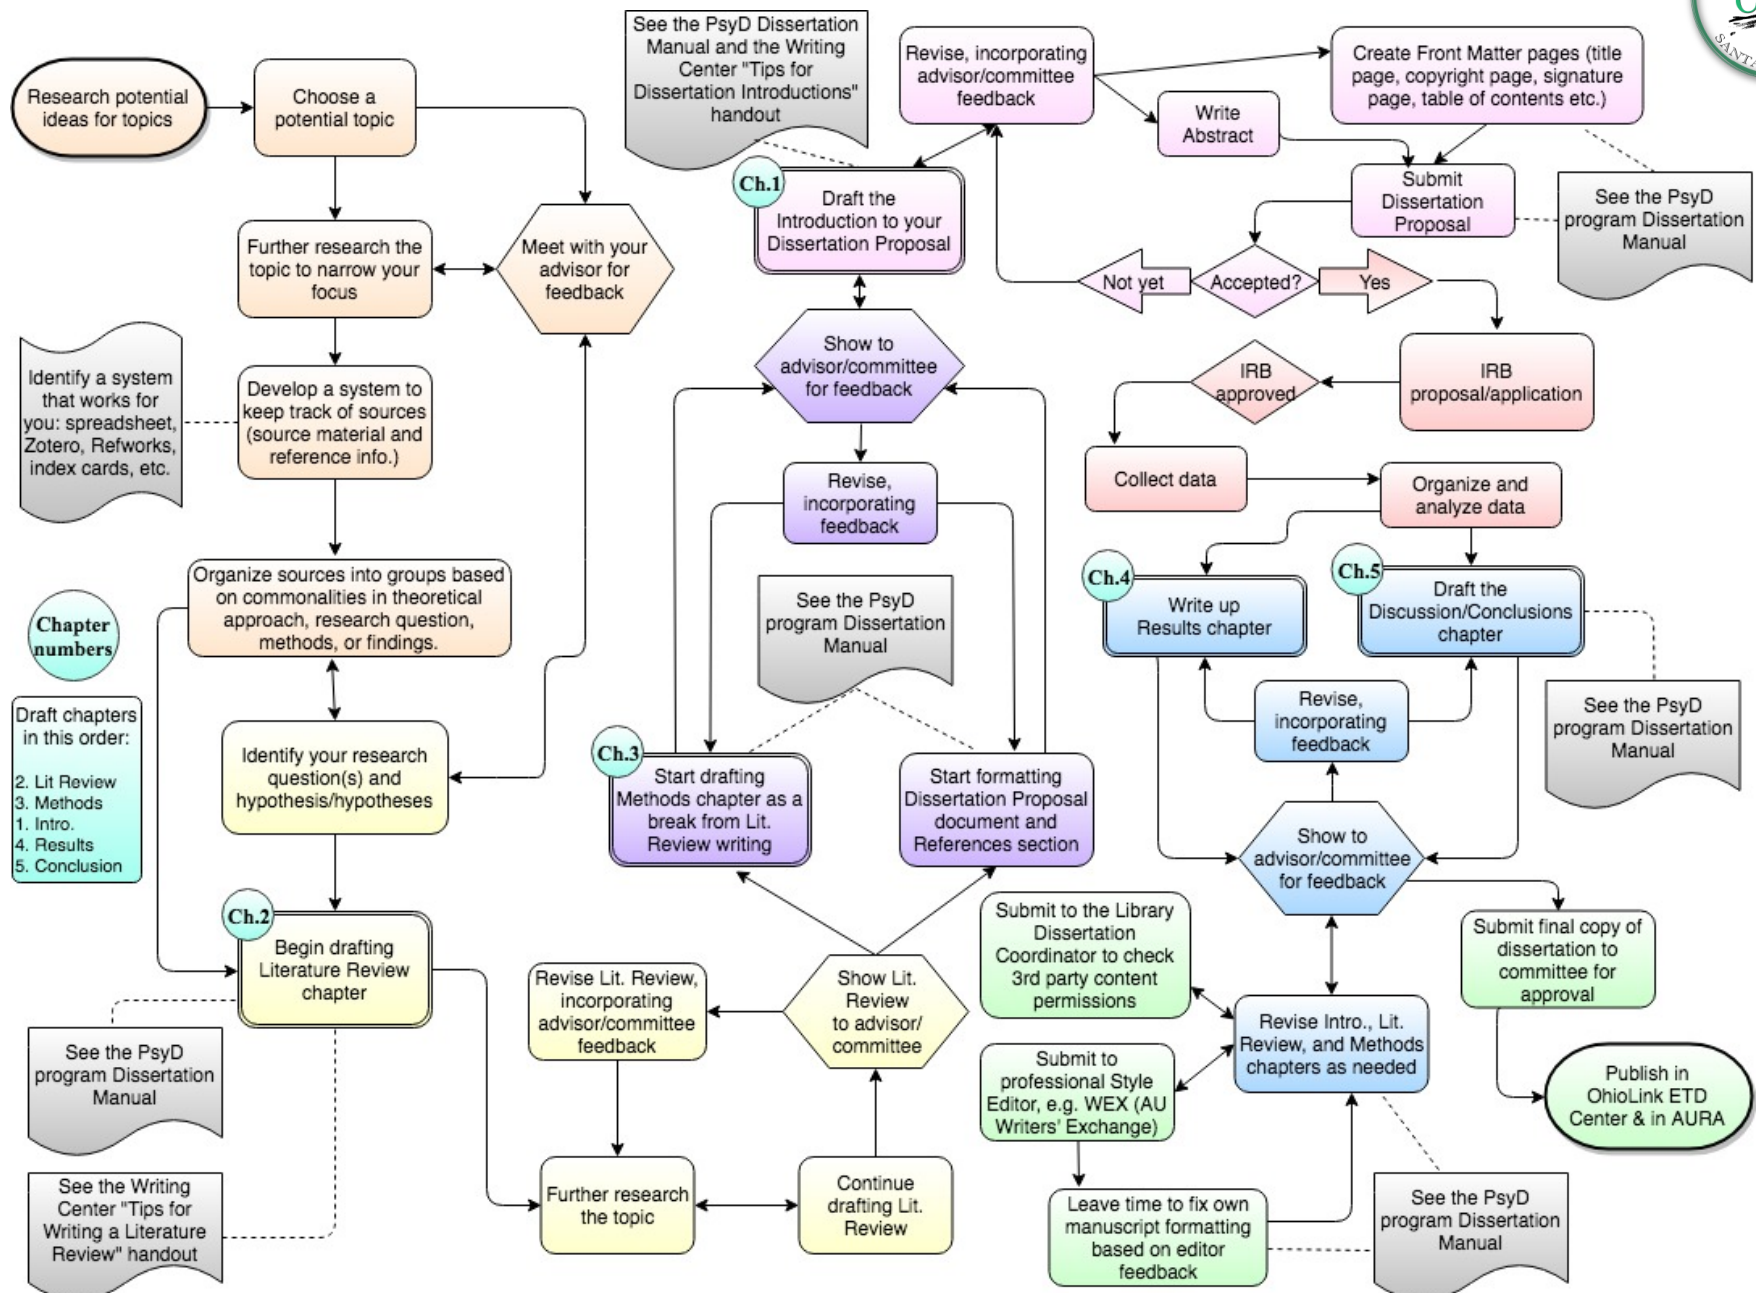 Research potential
ideas for topics
Choose a
potential topic
Further research the
topic to narrow your
focus
Meet with your
advisor for
feedback
Identify a system
that works for
you: spreadsheet,
Zotero, Refworks,
index cards, etc.
Develop a system to
keep track of sources
(source material and
reference info.)
Organize sources into groups based
on commonalities in theoretical
approach, research question,
methods, or findings.
Chapter
numbers
Draft chapters
in this order:
2. Lit Review
3. Methods
1. Intro.
4. Results
5. Conclusion
Identify your research
question(s) and
hypothesis/hypotheses
Ch.2
Begin drafting
Literature Review
chapter
See the PsyD
program Dissertation
Manual
See the Writing
Center "Tips for
Writing a Literature
Review" handout
Revise Lit. Review,
incorporating
advisor/committee
feedback
Show Lit.
Review
to advisor/
committee
Further research
the topic
Continue
drafting Lit.
Review
See the PsyD Dissertation
Manual and the Writing
Center "Tips for
Dissertation Introductions"
handout
Ch.1
Draft the
Introduction to your
Dissertation Proposal
Show to
advisor/committee
for feedback
Revise,
incorporating
feedback
See the PsyD
program Dissertation
Manual
Ch.3
Start drafting
Methods chapter as a
break from Lit.
Review writing
Start formatting
Dissertation Proposal
document and
References section
Revise, incorporating
advisor/committee
feedback
Write
Abstract
Create Front Matter pages (title
page, copyright page, signature
page, table of contents etc.)
Submit
Dissertation
Proposal
See the PsyD
program Dissertation
Manual
Not yet
Accepted?
Yes
IRB
approved
IRB
proposal/application
Collect data
Organize and
analyze data
Ch.4
Write up
Results chapter
Ch.5
Draft the
Discussion/Conclusions
chapter
Revise,
incorporating
feedback
See the PsyD
program Dissertation
Manual
Show to
advisor/committee
for feedback
Submit to the Library
Dissertation
Coordinator to check
3rd party content
permissions
Submit final copy of
dissertation to
committee for
approval
Revise Intro., Lit.
Review, and Methods
chapters as needed
Submit to
professional Style
Editor, e.g. WEX (AU
Writers' Exchange)
Publish in
OhioLink ETD
Center & in AURA
Leave time to fix own
manuscript formatting
based on editor
feedback
See the PsyD
program Dissertation
Manual